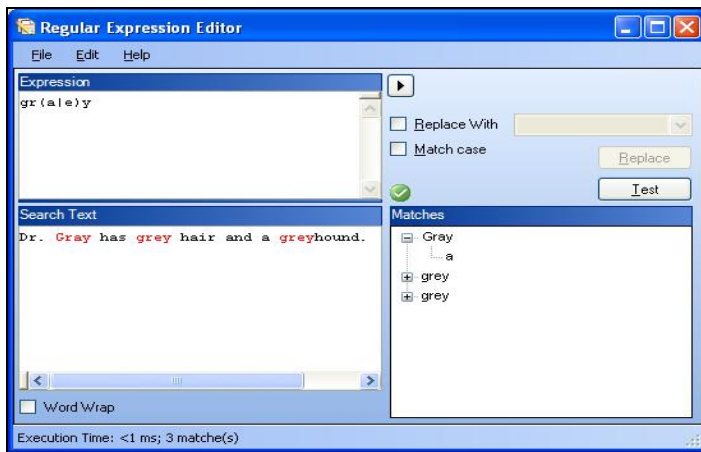 Regular Expression Editor
File Edit Help
Expression
gr(a|e)y
Replace With
Match case
Replace
Test
Search Text
Dr. Gray has grey hair and a greyhound.
Word Wrap
Matches
Gray
a
grey
grey
Execution Time: <1 ms; 3 matche(s)